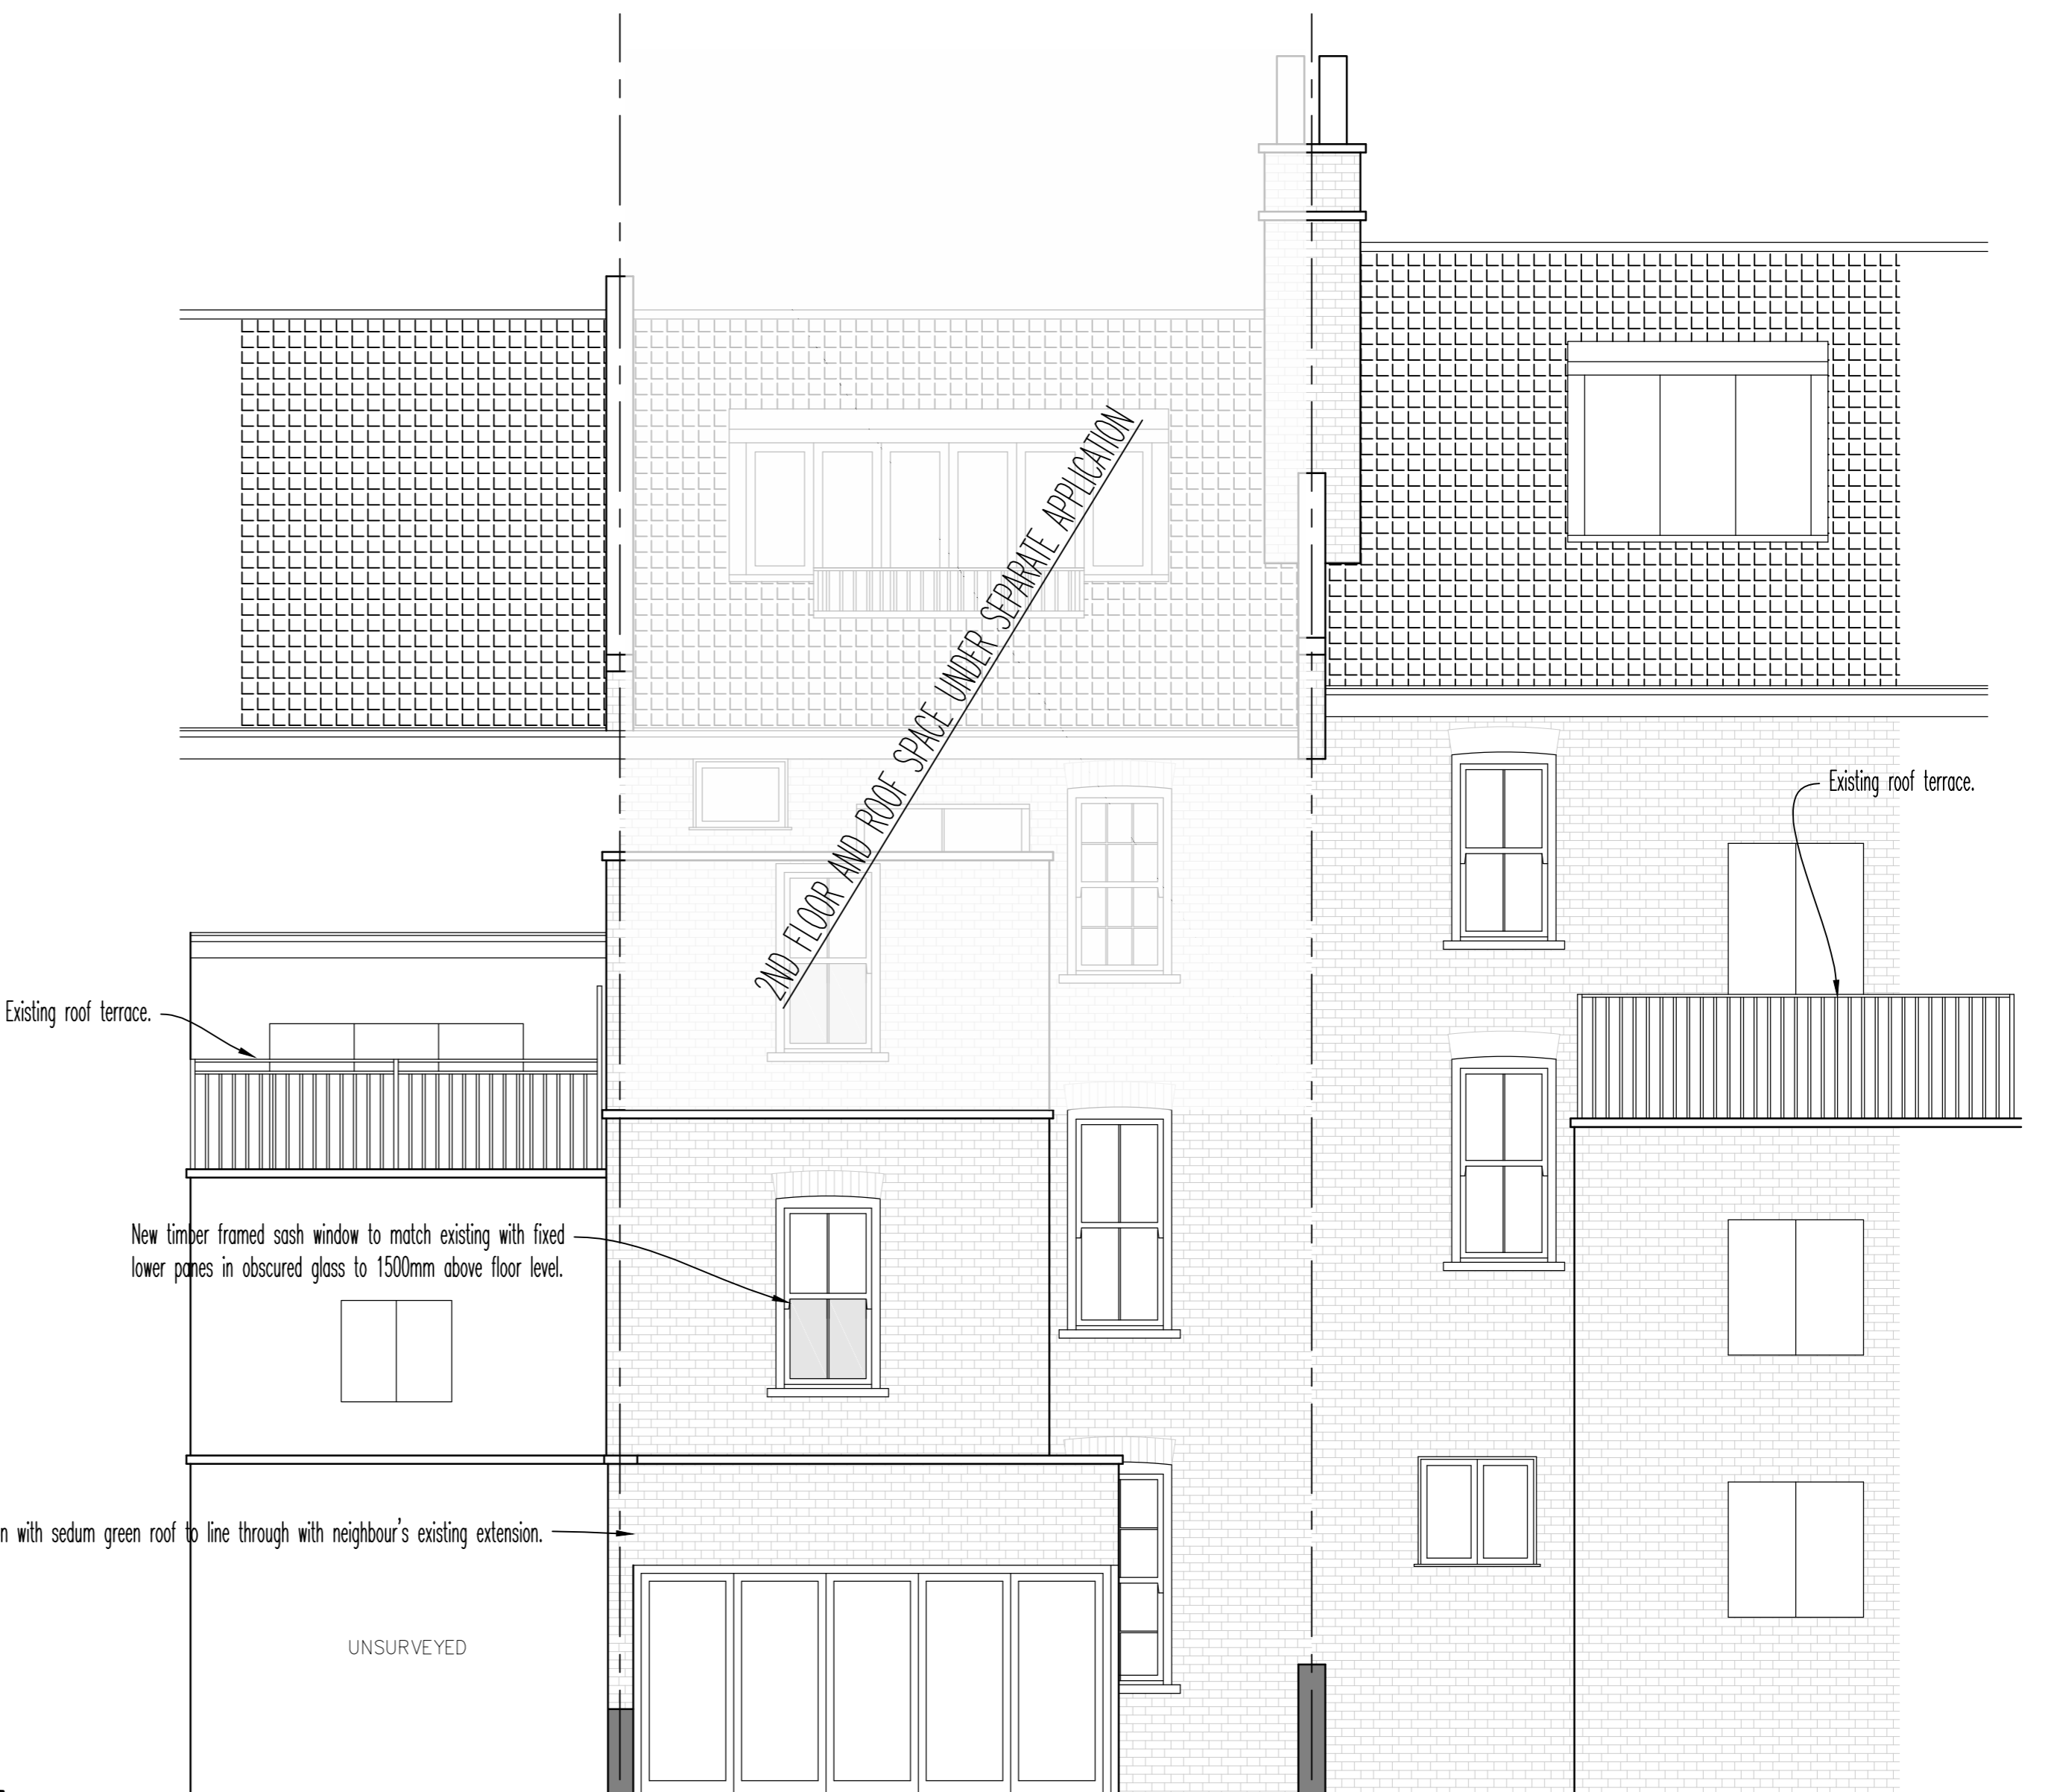 2ND FLOOR AND ROOF SPACE UNDER SEPARATE APPLICATION
Existing roof terrace.
Existing roof terrace.
New timber framed sash window to match existing with fixed
lower panes in obscured glass to 1500mm above floor level.
n with sedum green roof to line through with neighbour's existing extension.
UNSURVEYED